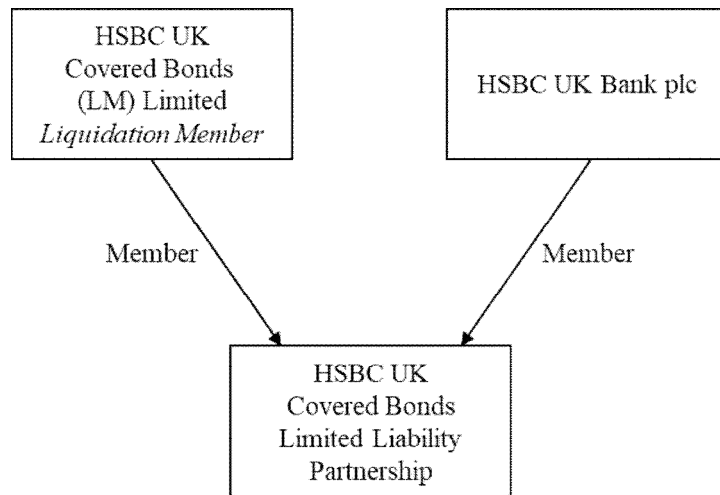 HSBC UK
Covered Bonds
(LM) Limited
Liquidation Member
HSBC UK Bank plc
Member
Member
HSBC UK
Covered Bonds
Limited Liability
Partnership